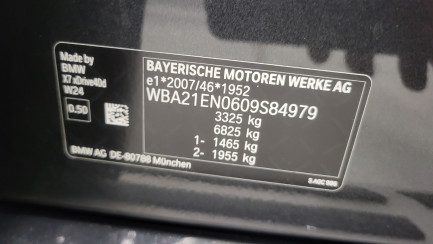 Made by
BMW
X7 xDrive40d
W24
0.50
BAYERISCHE MOTOREN WERKE AG
e1*2007/46*1952
WBA21EN0609S84979
3325 kg
6825 kg
1- 1465 kg
2- 1955 kg
BMW AG DE-80788 München